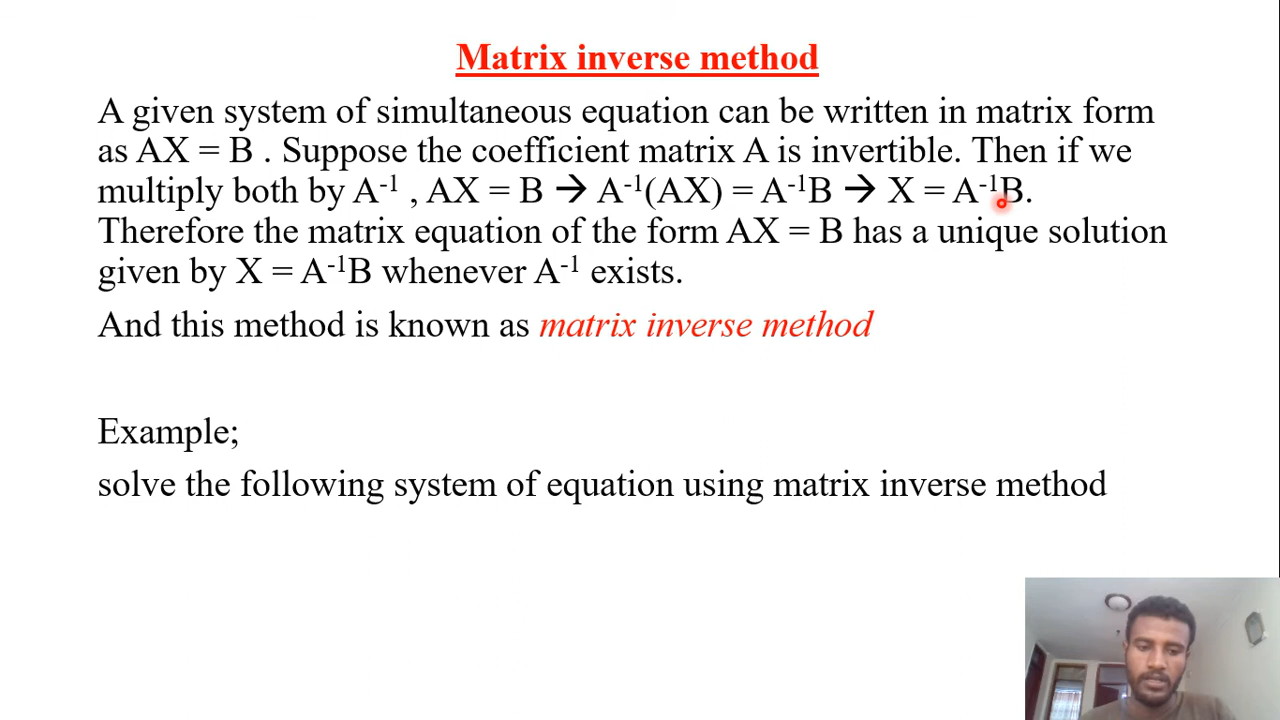 Matrix inverse method
A given system of simultaneous equation can be written in matrix form
as AX = B . Suppose the coefficient matrix A is invertible. Then if we
multiply both by A⁻¹ , AX = B → A⁻¹(AX) = A⁻¹B → X = A⁻¹B.
Therefore the matrix equation of the form AX = B has a unique solution
given by X = A⁻¹B whenever A⁻¹ exists.
And this method is known as matrix inverse method
Example;
solve the following system of equation using matrix inverse method